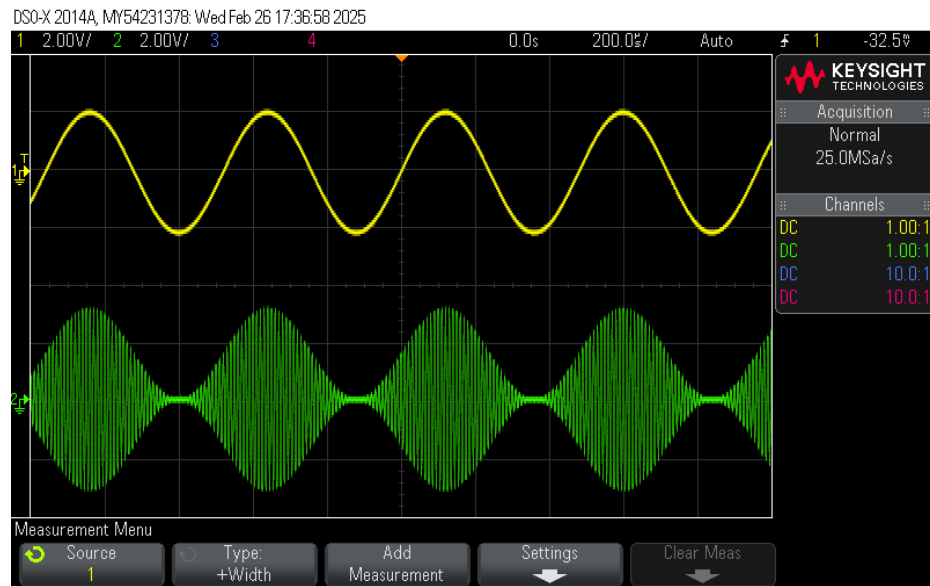 DSO-X 2014A, MY54231378: Wed Feb 26 17:36:58 2025
1 2.00V/ 2 2.00V/ 3 4 0.0s 200.0µs/ Auto 1 -32.5mV
KEYSIGHT
TECHNOLOGIES
Acquisition
Normal
25.0MSa/s
Channels
DC 1.00:1
DC 1.00:1
DC 10.0:1
DC 10.0:1
T
1
2
Measurement Menu
Source
1
Type:
+Width
Add
Measurement
Settings
Clear Meas